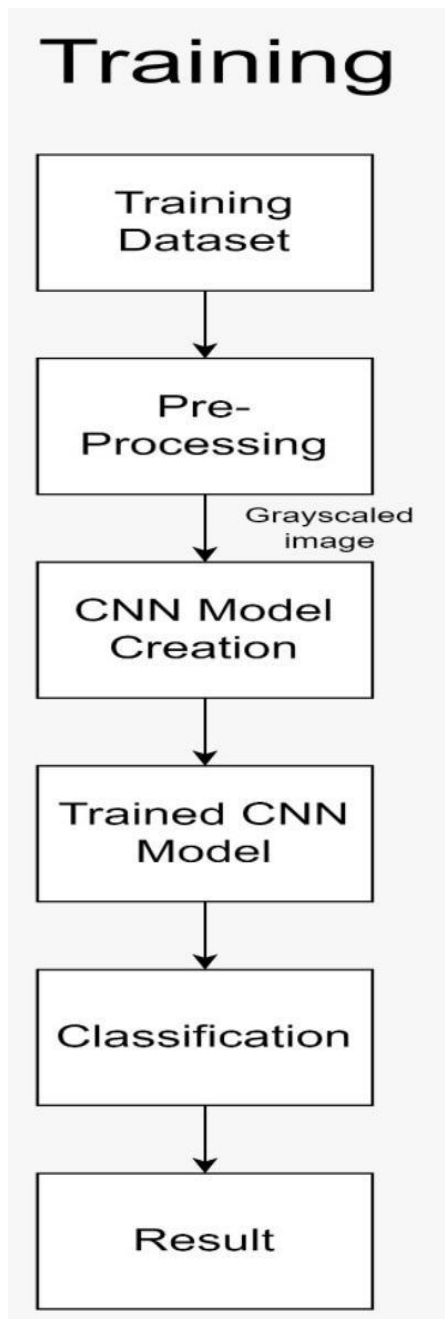 Training
Training
Dataset
Pre-
Processing
Grayscaled
image
CNN Model
Creation
Trained CNN
Model
Classification
Result